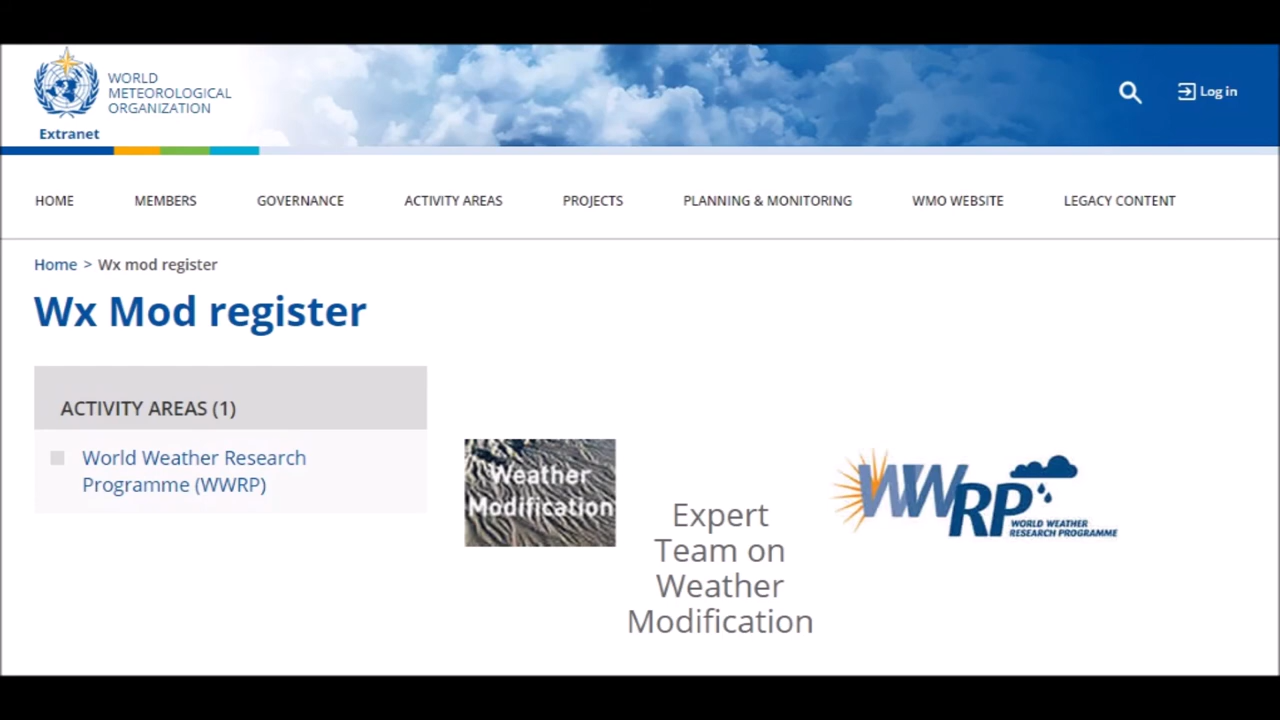 WORLD
METEOROLOGICAL
ORGANIZATION
Extranet
Log in
HOME MEMBERS GOVERNANCE ACTIVITY AREAS PROJECTS PLANNING & MONITORING WMO WEBSITE LEGACY CONTENT
Home > Wx mod register
Wx Mod register
ACTIVITY AREAS (1)
World Weather Research
Programme (WWRP)
Weather
Modification
Expert
Team on
Weather
Modification
WWRP
WORLD WEATHER
RESEARCH PROGRAMME